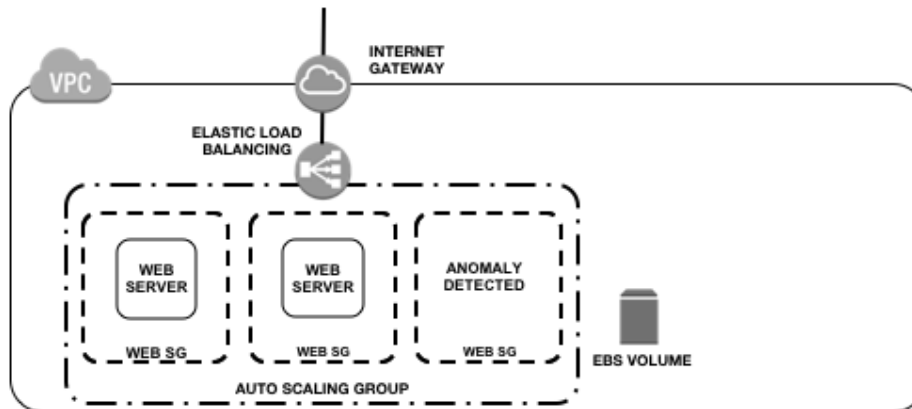 INTERNET
GATEWAY
VPC
ELASTIC LOAD
BALANCING
WEB
SERVER
WEB SG
WEB
SERVER
WEB SG
ANOMALY
DETECTED
WEB SG
AUTO SCALING GROUP
EBS VOLUME